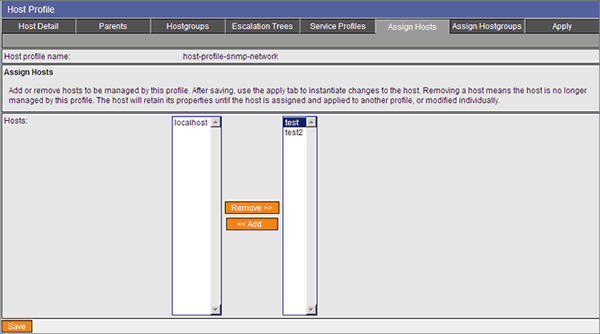 Host Profile
Host Detail Parents Hostgroups Escalation Trees Service Profiles Assign Hosts Assign Hostgroups Apply
Host profile name: host-profile-snmp-network
Assign Hosts
Add or remove hosts to be managed by this profile. After saving, use the apply tab to instantiate changes to the host. Removing a host means the host is no longer
managed by this profile. The host will retain its properties until the host is assigned and applied to another profile, or modified individually.
Hosts: localhost test
test2
Remove >>
<< Add
Save